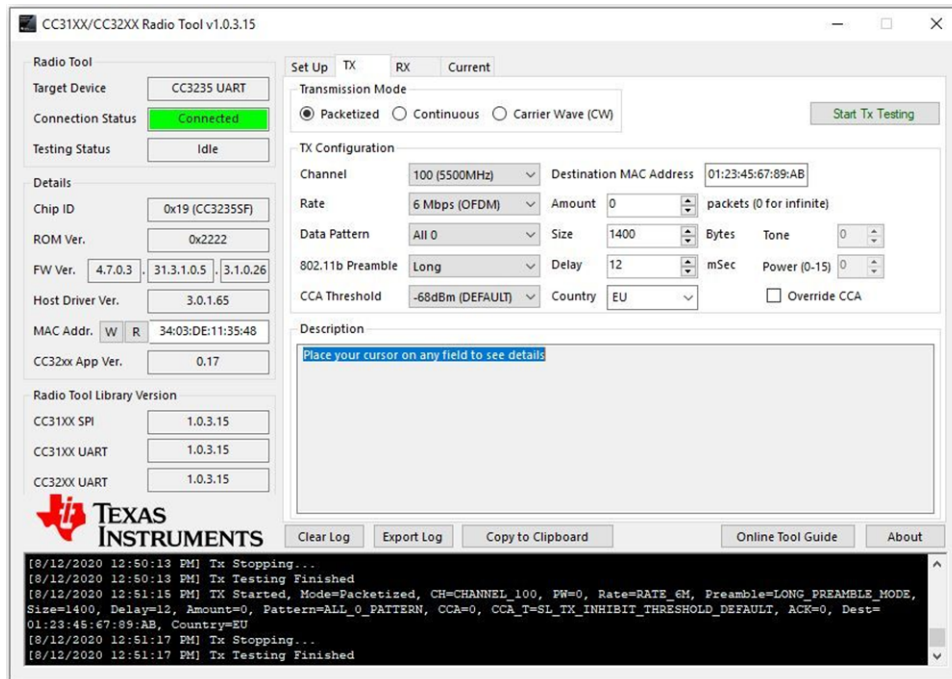 CC31XX/CC32XX Radio Tool v1.0.3.15
Radio Tool
Target Device CC3235 UART
Connection Status Connected
Testing Status Idle
Details
Chip ID 0x19 (CC3235SF)
ROM Ver. 0x2222
FW Ver. 4.7.0.3 . 31.3.1.0.5 . 3.1.0.26
Host Driver Ver. 3.0.1.65
MAC Addr. W R 34:03:DE:11:35:48
CC32xx App Ver. 0.17
Radio Tool Library Version
CC31XX SPI 1.0.3.15
CC31XX UART 1.0.3.15
CC32XX UART 1.0.3.15
TEXAS
INSTRUMENTS
Set Up TX RX Current
Transmission Mode
Packetized Continuous Carrier Wave (CW) Start Tx Testing
TX Configuration
Channel 100 (5500MHz) Destination MAC Address 01:23:45:67:89:AB
Rate 6 Mbps (OFDM) Amount 0 packets (0 for infinite)
Data Pattern All 0 Size 1400 Bytes Tone 0
802.11b Preamble Long Delay 12 mSec Power (0-15) 0
CCA Threshold -68dBm (DEFAULT) Country EU Override CCA
Description
Place your cursor on any field to see details
Clear Log Export Log Copy to Clipboard Online Tool Guide About
[8/12/2020 12:50:13 PM] Tx Stopping...
[8/12/2020 12:50:13 PM] Tx Testing Finished
[8/12/2020 12:51:15 PM] TX Started, Mode=Packetized, CH=CHANNEL_100, PW=0, Rate=RATE_6M, Preamble=LONG_PREAMBLE_MODE,
Size=1400, Delay=12, Amount=0, Pattern=ALL_0_PATTERN, CCA=0, CCA_T=SL_TX_INHIBIT_THRESHOLD_DEFAULT, ACK=0, Dest=
01:23:45:67:89:AB, Country=EU
[8/12/2020 12:51:17 PM] Tx Stopping...
[8/12/2020 12:51:17 PM] Tx Testing Finished